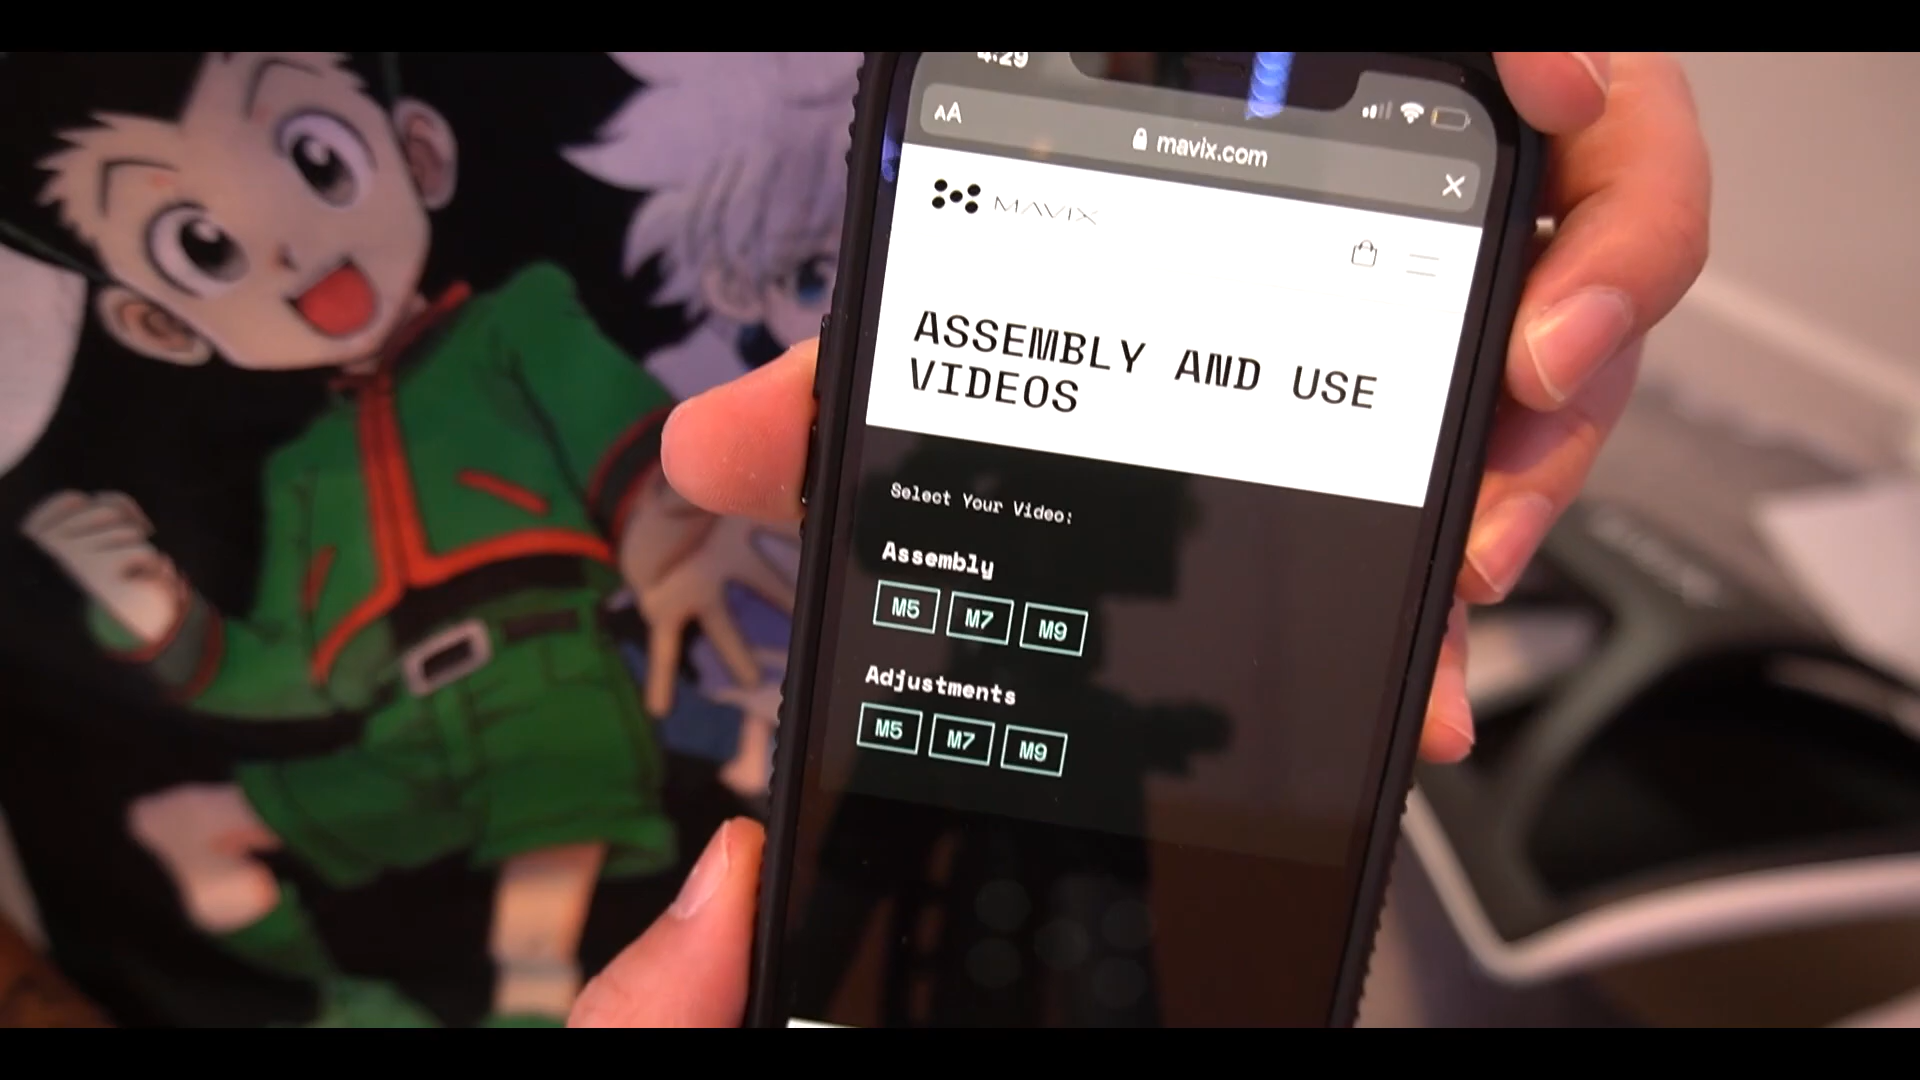 4:29
AA
mavix.com
MAVIX
ASSEMBLY AND USE
VIDEOS
Select Your Video:
Assembly
M5 M7 M9
Adjustments
M5 M7 M9